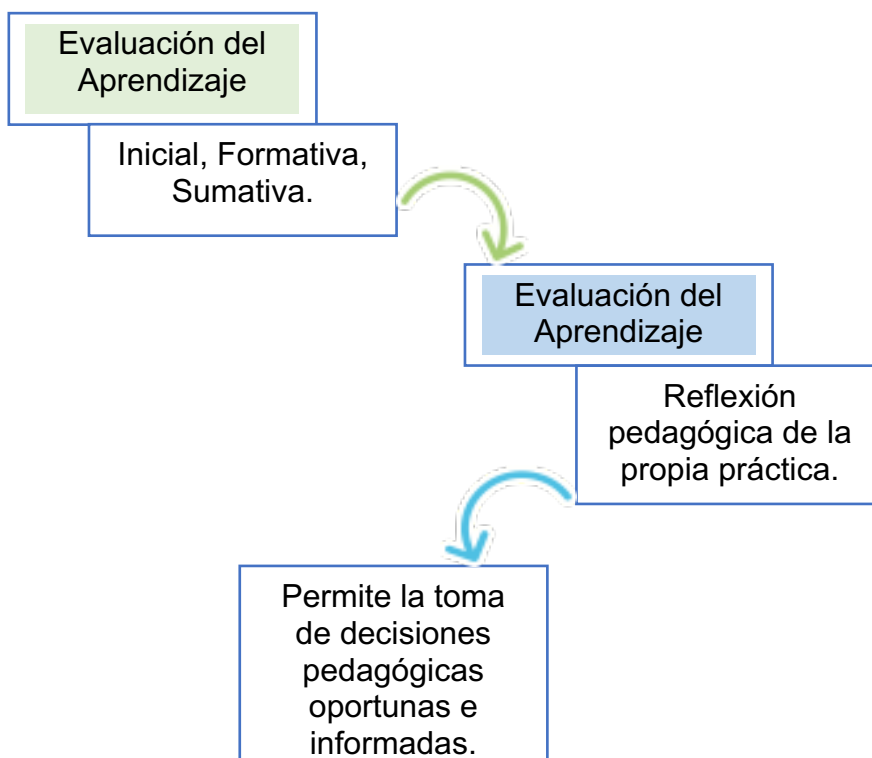 Evaluación del
Aprendizaje
Inicial, Formativa,
Sumativa.
Evaluación del
Aprendizaje
Reflexión
pedagógica de la
propia práctica.
Permite la toma
de decisiones
pedagógicas
oportunas e
informadas.